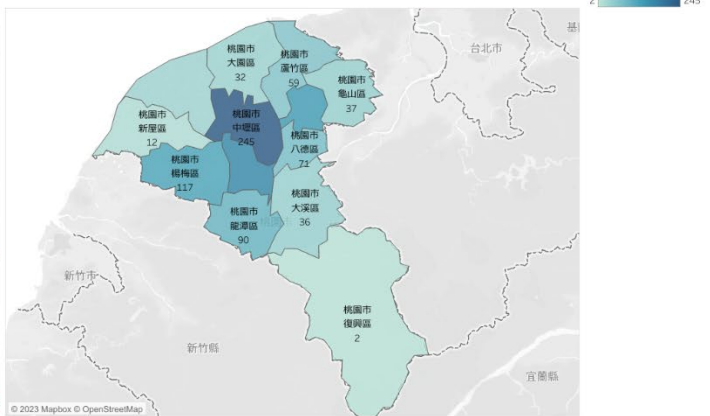 2
245
台北市
桃園市
大園區
32
桃園市
蘆竹區
59
桃園市
龜山區
37
桃園市
新屋區
12
桃園市
中壢區
245
桃園市
八德區
71
桃園市
楊梅區
117
桃園市
大溪區
36
桃園市
龍潭區
90
新竹市
桃園市
復興區
2
新竹縣
宜蘭縣
© 2023 Mapbox © OpenStreetMap